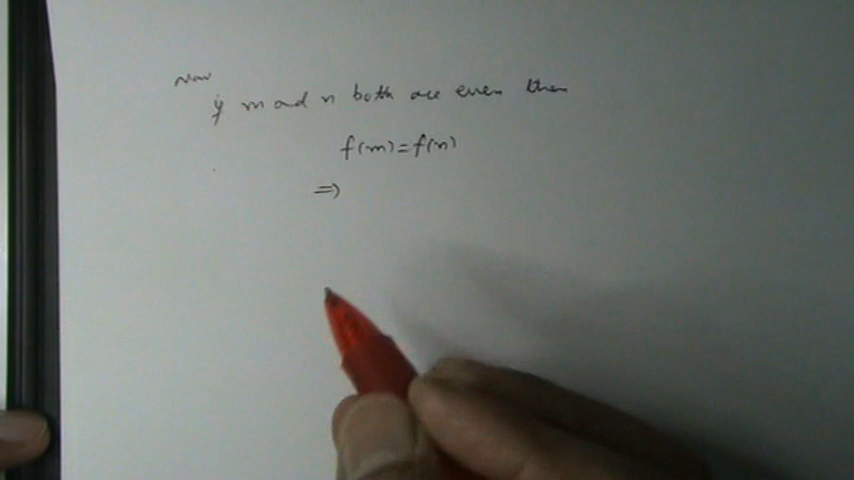 Now
if m and n both are even then
f(m)=f(n)
⇒